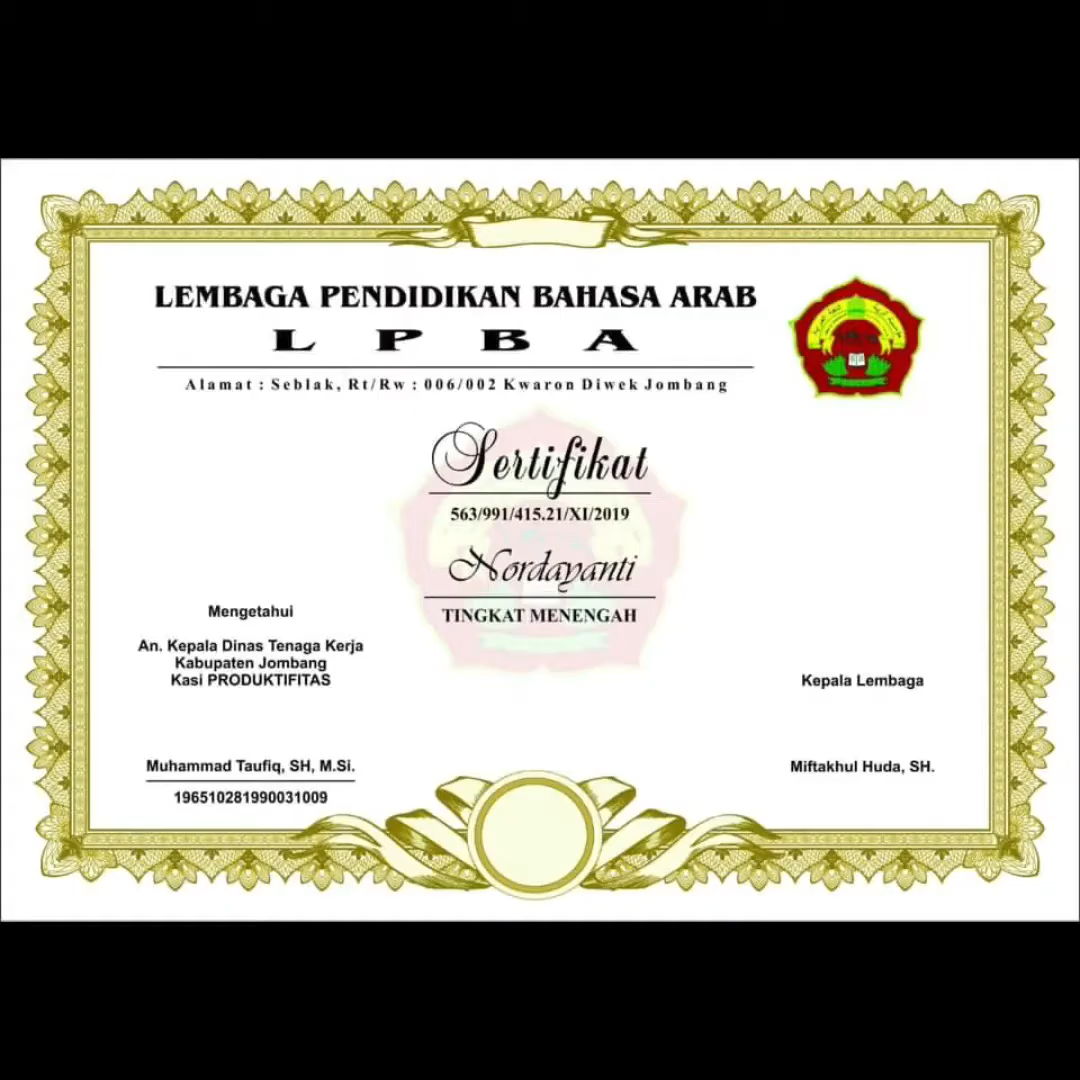 LEMBAGA PENDIDIKAN BAHASA ARAB
L P B A
Alamat : Seblak, Rt/Rw : 006/002 Kwaron Diwek Jombang
Sertifikat
563/991/415.21/XI/2019
Nordayanti
TINGKAT MENENGAH
Mengetahui
An. Kepala Dinas Tenaga Kerja
Kabupaten Jombang
Kasi PRODUKTIFITAS
Muhammad Taufiq, SH, M.Si.
196510281990031009
Kepala Lembaga
Miftakhul Huda, SH.